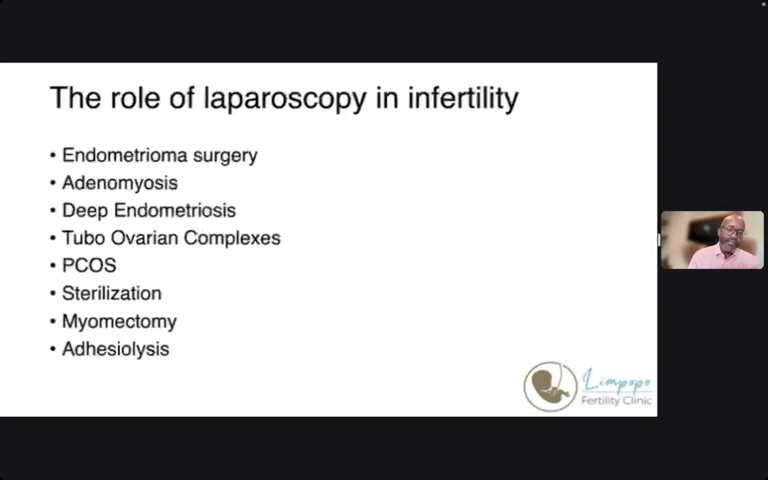 The role of laparoscopy in infertility
• Endometrioma surgery
• Adenomyosis
• Deep Endometriosis
• Tubo Ovarian Complexes
• PCOS
• Sterilization
• Myomectomy
• Adhesiolysis
Limpopo
Fertility Clinic